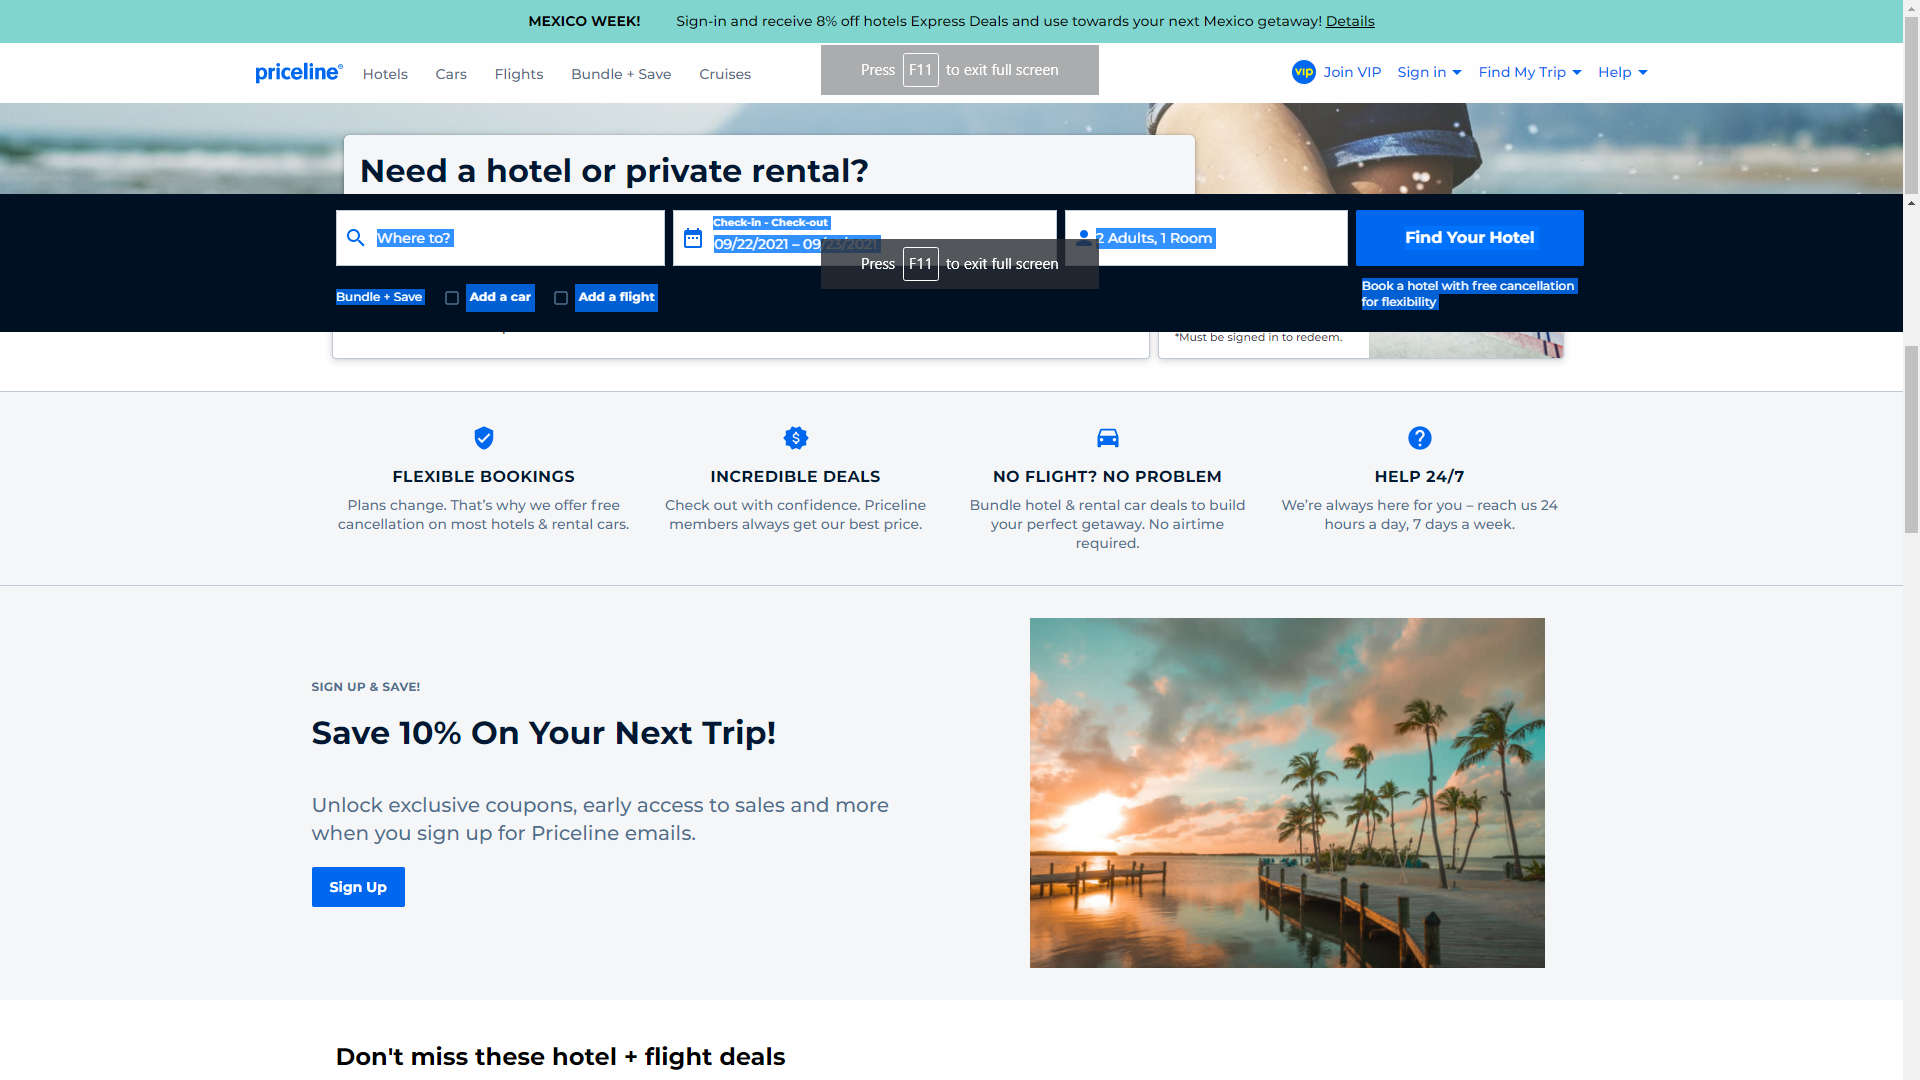 MEXICO WEEK! Sign-in and receive 8% off hotels Express Deals and use towards your next Mexico getaway! Details
priceline® Hotels Cars Flights Bundle + Save Cruises
Press F11 to exit full screen
VIP Join VIP Sign in Find My Trip Help
Need a hotel or private rental?
Where to?
Check-in - Check-out
09/22/2021 – 09/23/2021
2 Adults, 1 Room
Find Your Hotel
Press F11 to exit full screen
Bundle + Save Add a car Add a flight
Book a hotel with free cancellation
for flexibility
*Must be signed in to redeem.
FLEXIBLE BOOKINGS
Plans change. That’s why we offer free
cancellation on most hotels & rental cars.
INCREDIBLE DEALS
Check out with confidence. Priceline
members always get our best price.
NO FLIGHT? NO PROBLEM
Bundle hotel & rental car deals to build
your perfect getaway. No airtime
required.
HELP 24/7
We’re always here for you – reach us 24
hours a day, 7 days a week.
SIGN UP & SAVE!
Save 10% On Your Next Trip!
Unlock exclusive coupons, early access to sales and more
when you sign up for Priceline emails.
Sign Up
Don't miss these hotel + flight deals